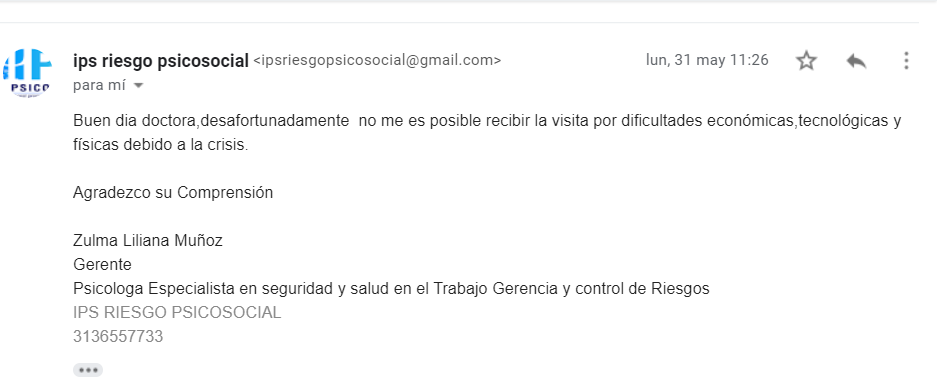 ips riesgo psicosocial <ipsriesgopsicosocial@gmail.com> lun, 31 may 11:26
PSICO
para mí
Buen dia doctora,desafortunadamente no me es posible recibir la visita por dificultades económicas,tecnológicas y
físicas debido a la crisis.
Agradezco su Comprensión
Zulma Liliana Muñoz
Gerente
Psicologa Especialista en seguridad y salud en el Trabajo Gerencia y control de Riesgos
IPS RIESGO PSICOSOCIAL
3136557733